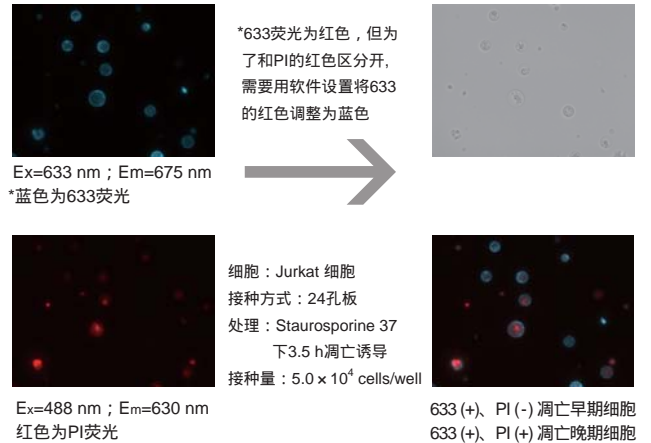 *633荧光为红色，但为
了和PI的红色区分开,
需要用软件设置将633
的红色调整为蓝色
Ex=633 nm；Em=675 nm
*蓝色为633荧光
细胞：Jurkat 细胞
接种方式：24孔板
处理：Staurosporine 37
下3.5 h凋亡诱导
接种量：5.0 × 10⁴ cells/well
Ex=488 nm；Em=630 nm
红色为PI荧光
633 (+)、PI (-) 凋亡早期细胞
633 (+)、PI (+) 凋亡晚期细胞